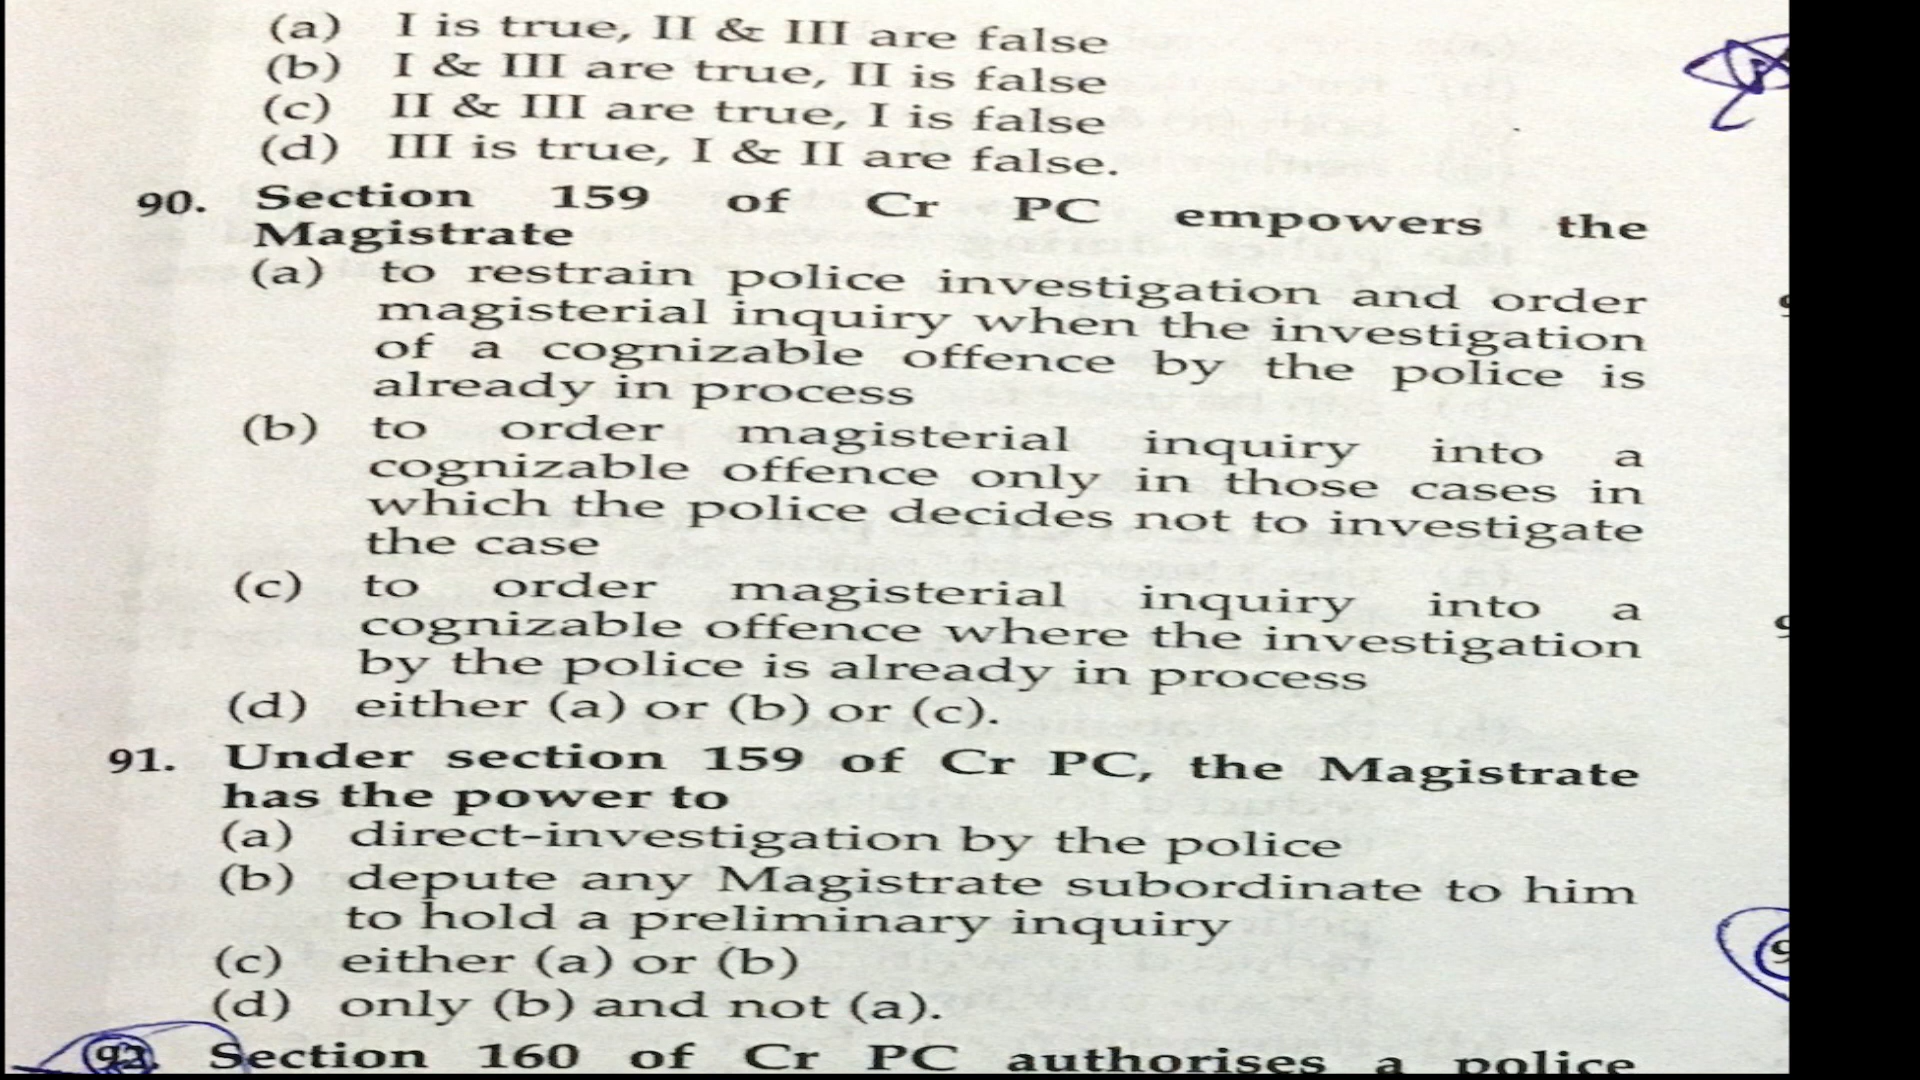 (a) I is true, II & III are false
(b) I & III are true, II is false
(c) II & III are true, I is false
(d) III is true, I & II are false.
90. Section 159 of Cr PC empowers the
Magistrate
(a) to restrain police investigation and order
magisterial inquiry when the investigation
of a cognizable offence by the police is
already in process
(b) to order magisterial inquiry into a
cognizable offence only in those cases in
which the police decides not to investigate
the case
(c) to order magisterial inquiry into a
cognizable offence where the investigation
by the police is already in process
(d) either (a) or (b) or (c).
91. Under section 159 of Cr PC, the Magistrate
has the power to
(a) direct-investigation by the police
(b) depute any Magistrate subordinate to him
to hold a preliminary inquiry
(c) either (a) or (b)
(d) only (b) and not (a).
92. Section 160 of Cr PC authorises a police